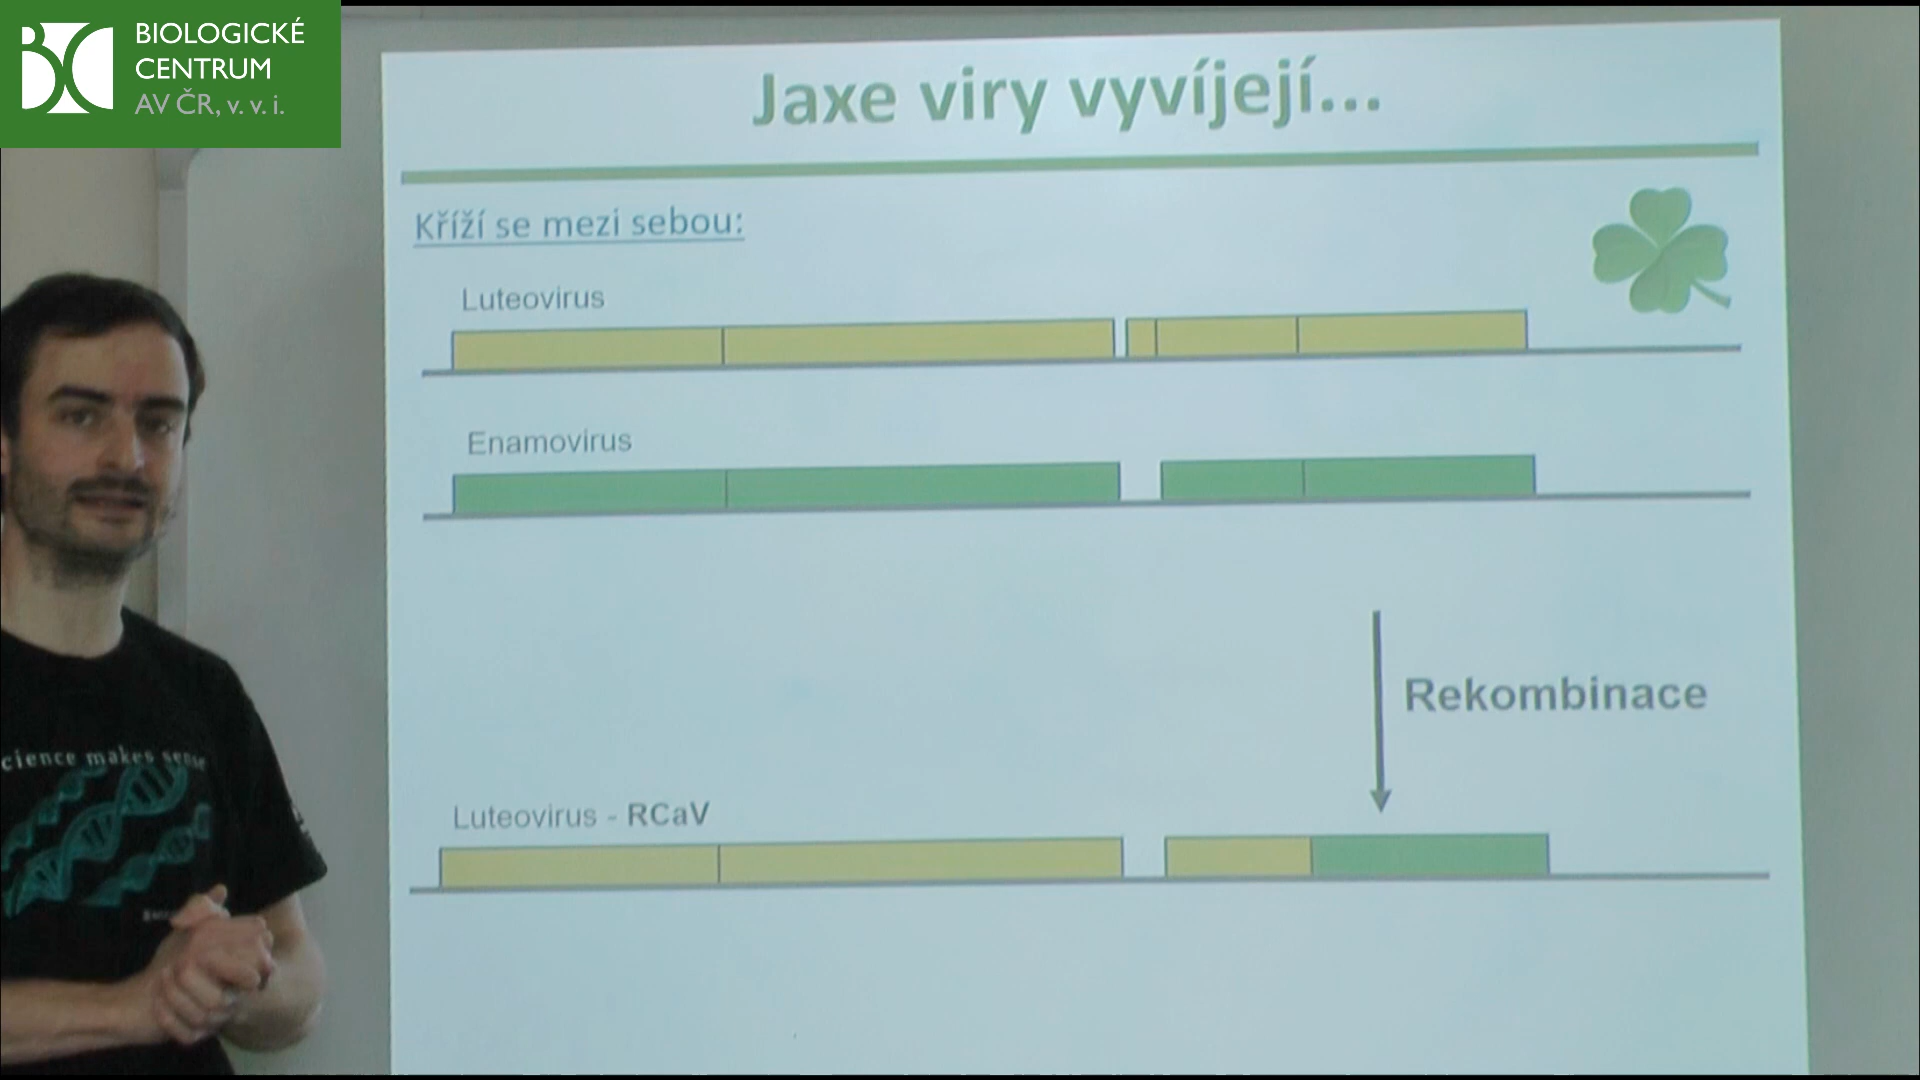 BIOLOGICKÉ
CENTRUM
AV ČR, v. v. i.
Jaxe viry vyvíjejí...
Kříží se mezi sebou:
Luteovirus
Enamovirus
Rekombinace
Luteovirus - RCaV
cience makes sense